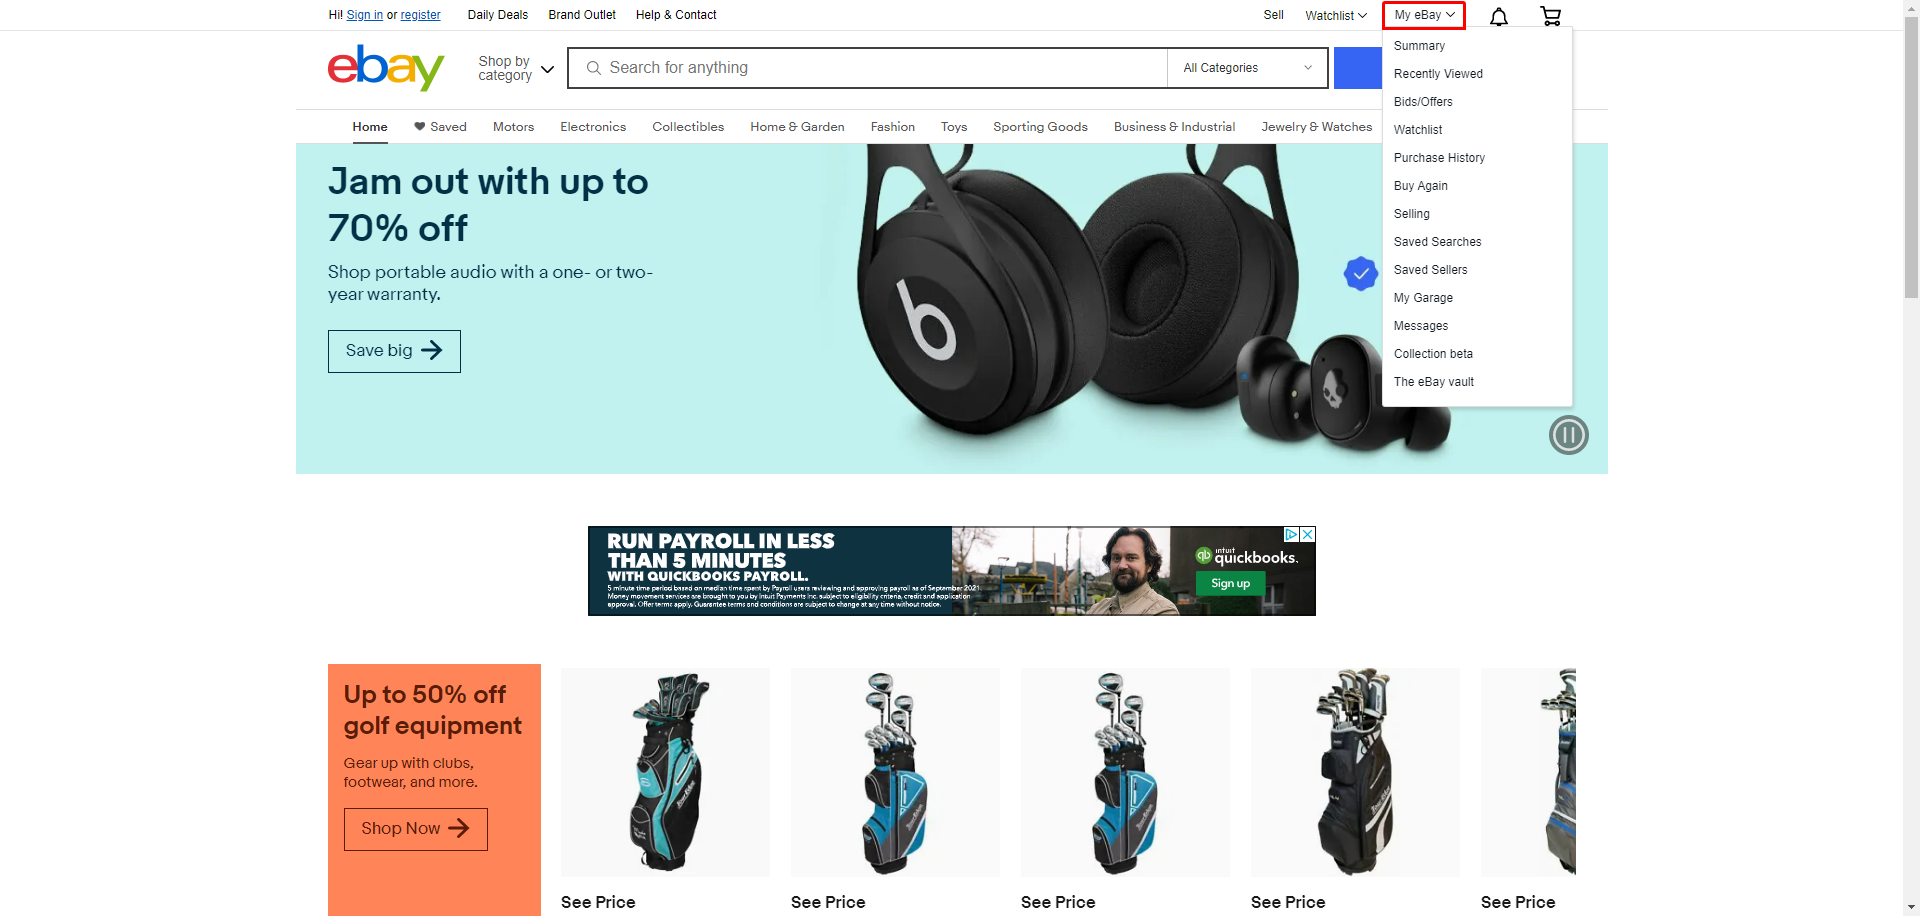 Hi! Sign in or register
Daily Deals
Brand Outlet
Help & Contact
Sell
Watchlist
My eBay
ebay
Shop by
category
Search for anything
All Categories
Summary
Recently Viewed
Bids/Offers
Watchlist
Purchase History
Buy Again
Selling
Saved Searches
Saved Sellers
My Garage
Messages
Collection beta
The eBay vault
Home
Saved
Motors
Electronics
Collectibles
Home & Garden
Fashion
Toys
Sporting Goods
Business & Industrial
Jewelry & Watches
Jam out with up to
70% off
Shop portable audio with a one- or two-
year warranty.
Save big
b
RUN PAYROLL IN LESS
THAN 5 MINUTES
WITH QUICKBOOKS PAYROLL.
5 minute time period based on median time spent by Payroll users reviewing and approving payroll as of September 2021.
Money movement services are brought to you by Intuit Payments Inc. subject to eligibility criteria, credit and application
approval. Offer terms apply. Guarantee terms and conditions are subject to change at any time without notice.
intuit
quickbooks.
Sign up
Up to 50% off
golf equipment
Gear up with clubs,
footwear, and more.
Shop Now
See Price
See Price
See Price
See Price
See Price